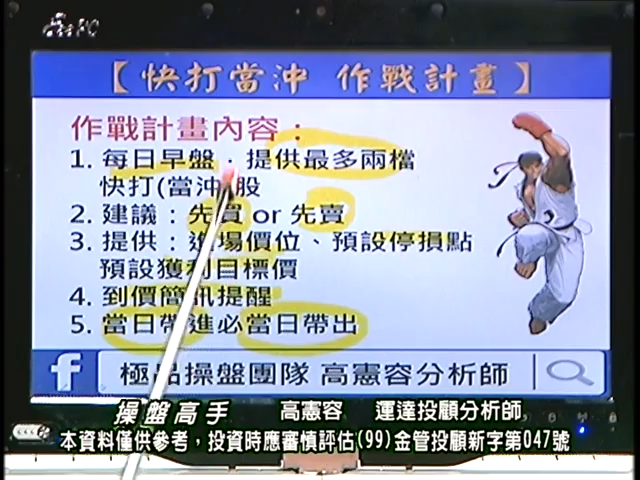 【快打當沖 作戰計畫】
作戰計畫內容：
1. 每日早盤．提供最多兩檔
快打(當沖)股
2. 建議：先買 or 先賣
3. 提供：進場價位、預設停損點
預設獲利目標價
4. 到價簡訊提醒
5. 當日帶進必當日帶出
f 極品操盤團隊 高憲容分析師
操盤高手 高憲容 運達投顧分析師
本資料僅供參考，投資時應審慎評估(99)金管投顧新字第047號